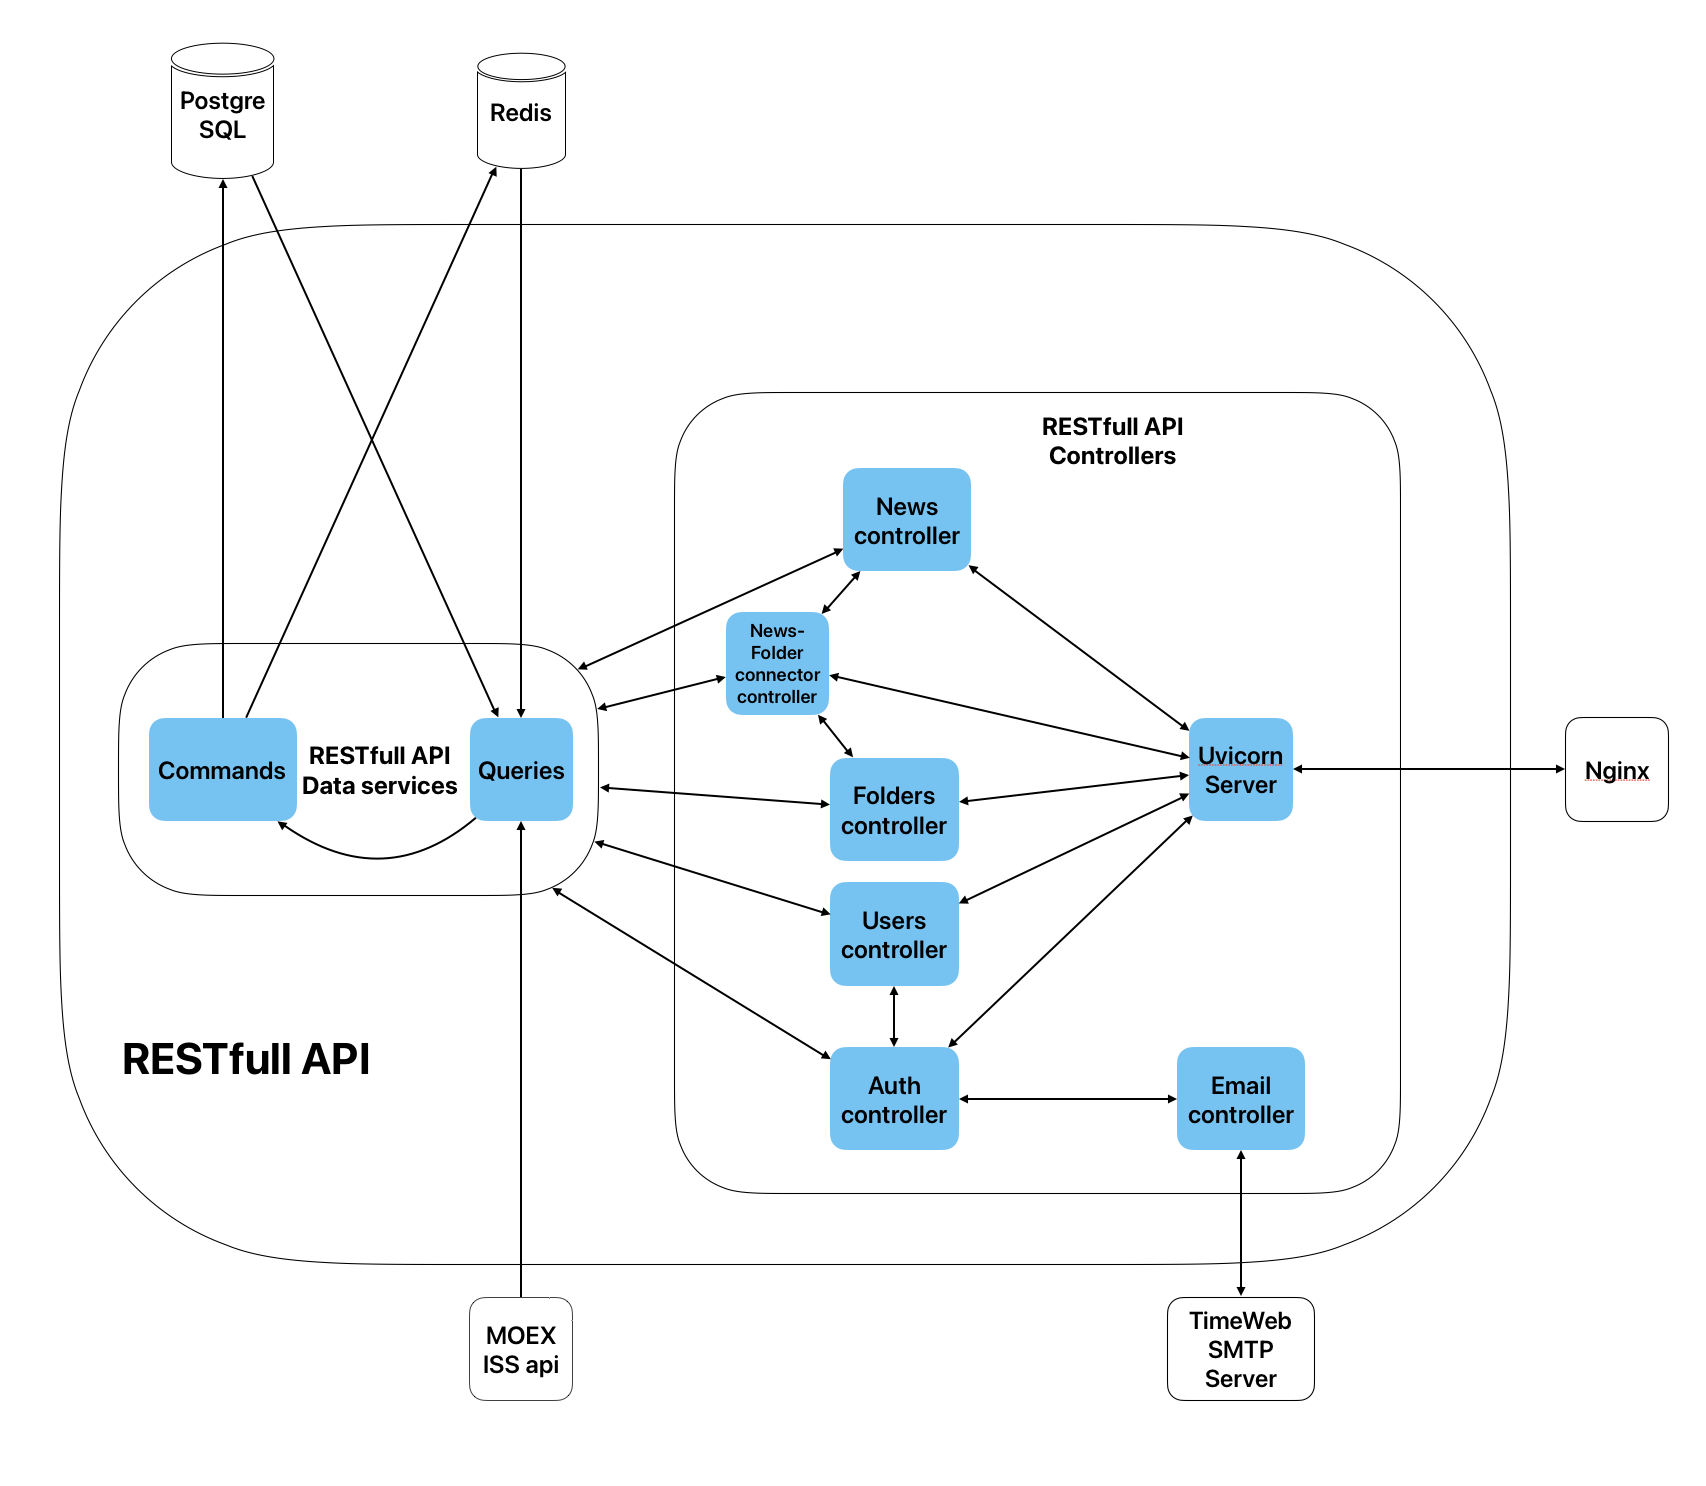 Postgre
SQL
Redis
RESTfull API
Controllers
News
controller
News-
Folder
connector
controller
Commands
RESTfull API
Data services
Queries
Folders
controller
Uvicorn
Server
Nginx
Users
controller
RESTfull API
Auth
controller
Email
controller
MOEX
ISS api
TimeWeb
SMTP
Server